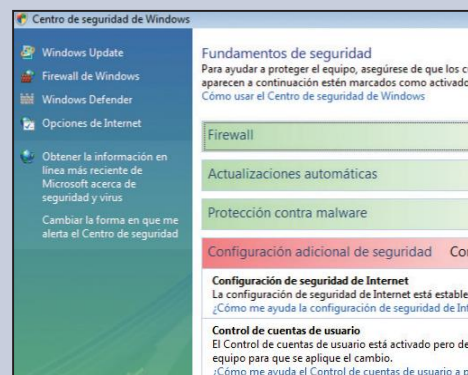 Centro de seguridad de Windows
Windows Update
Firewall de Windows
Windows Defender
Opciones de Internet
Obtener la información en
línea más reciente de
Microsoft acerca de
seguridad y virus
Cambiar la forma en que me
alerta el Centro de seguridad
Fundamentos de seguridad
Para ayudar a proteger el equipo, asegúrese de que los
aparecen a continuación estén marcados como
Cómo usar el Centro de seguridad de Windows
Firewall
Actualizaciones automáticas
Protección contra malware
Configuración adicional de seguridad
Configuración de seguridad de Internet
La configuración de seguridad de Internet está
¿Cómo me ayuda la configuración de seguridad de
Control de cuentas de usuario
El Control de cuentas de usuario está activado pero
equipo para que se aplique el cambio.
¿Cómo me ayuda el Control de cuentas de usuario a